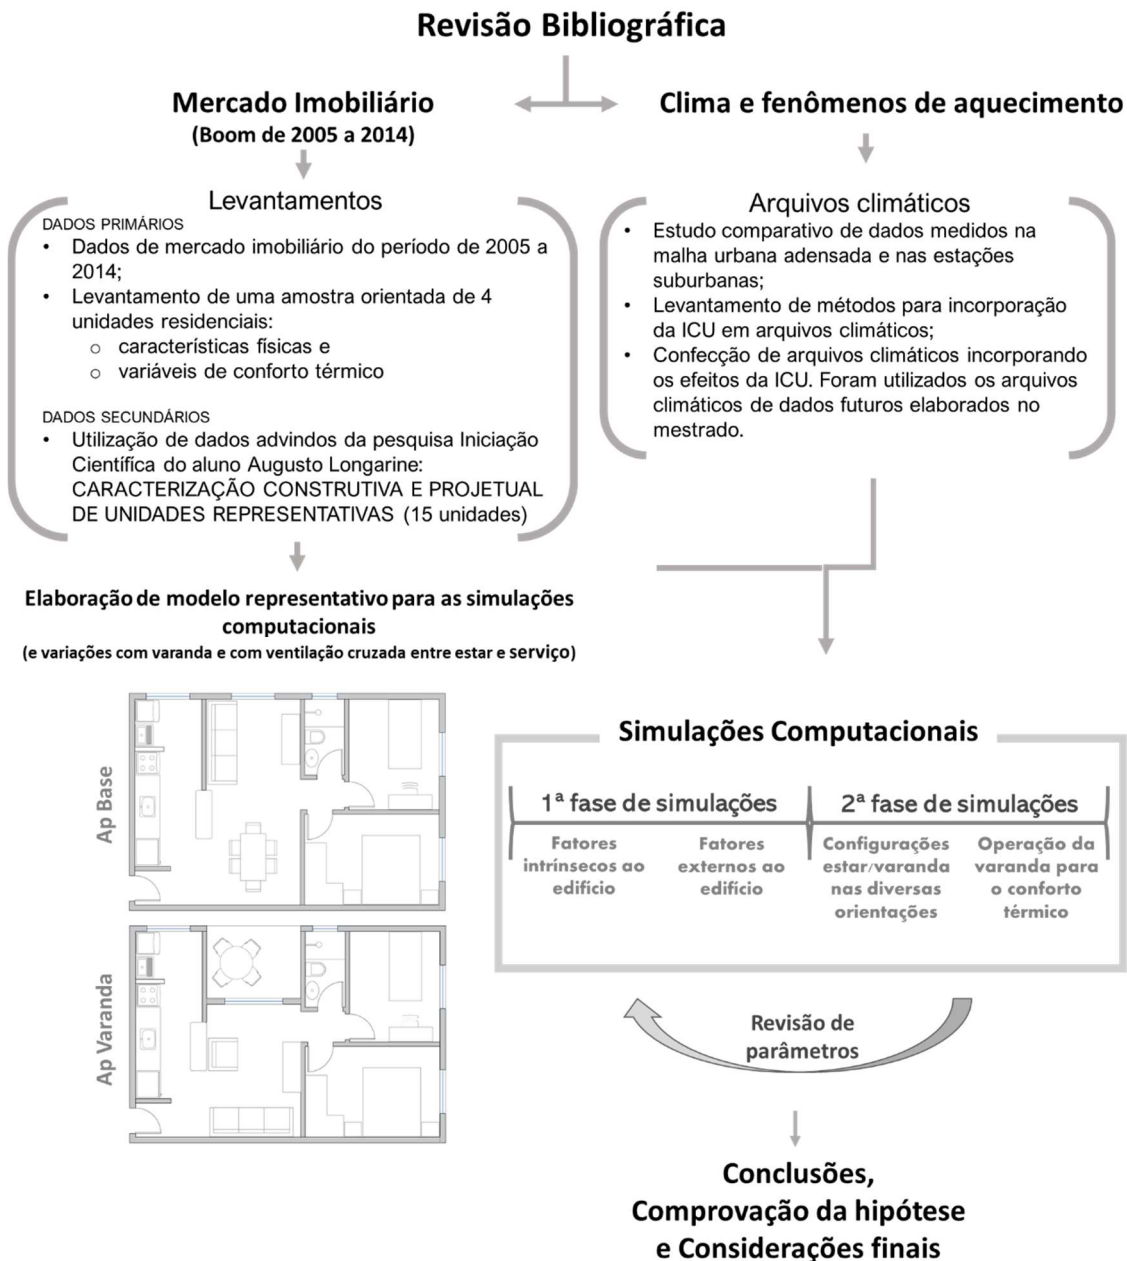 Revisão Bibliográfica
Mercado Imobiliário
(Boom de 2005 a 2014)
Clima e fenômenos de aquecimento
Levantamentos
DADOS PRIMÁRIOS
• Dados de mercado imobiliário do período de 2005 a
2014;
• Levantamento de uma amostra orientada de 4
unidades residenciais:
o características físicas e
o variáveis de conforto térmico
DADOS SECUNDÁRIOS
• Utilização de dados advindos da pesquisa Iniciação
Científica do aluno Augusto Longarine:
CARACTERIZAÇÃO CONSTRUTIVA E PROJETUAL
DE UNIDADES REPRESENTATIVAS (15 unidades)
Arquivos climáticos
• Estudo comparativo de dados medidos na
malha urbana adensada e nas estações
suburbanas;
• Levantamento de métodos para incorporação
da ICU em arquivos climáticos;
• Confecção de arquivos climáticos incorporando
os efeitos da ICU. Foram utilizados os arquivos
climáticos de dados futuros elaborados no
mestrado.
Elaboração de modelo representativo para as simulações
computacionais
(e variações com varanda e com ventilação cruzada entre estar e serviço)
Ap Base
Ap Varanda
Simulações Computacionais
1ª fase de simulações
Fatores
intrínsecos ao
edifício
Fatores
externos ao
edifício
2ª fase de simulações
Configurações
estar/varanda
nas diversas
orientações
Operação da
varanda para
o conforto
térmico
Revisão de
parâmetros
Conclusões,
Comprovação da hipótese
e Considerações finais